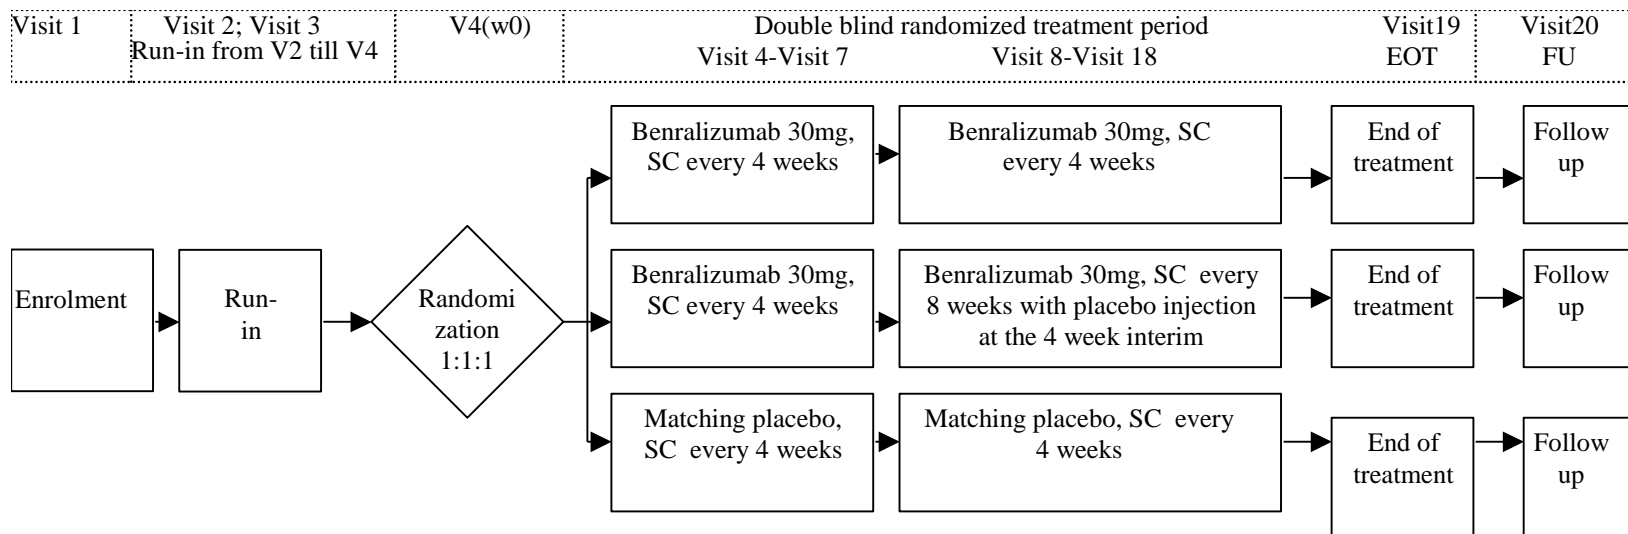 Visit 1
Visit 2; Visit 3
Run-in from V2 till V4
V4(w0)
Double blind randomized treatment period
Visit 4-Visit 7
Visit 8-Visit 18
Visit19
EOT
Visit20
FU
Enrolment
Run-
in
Randomi
zation
1:1:1
Benralizumab 30mg,
SC every 4 weeks
Benralizumab 30mg, SC
every 4 weeks
End of
treatment
Follow
up
Benralizumab 30mg,
SC every 4 weeks
Benralizumab 30mg, SC every
8 weeks with placebo injection
at the 4 week interim
End of
treatment
Follow
up
Matching placebo,
SC every 4 weeks
Matching placebo, SC every
4 weeks
End of
treatment
Follow
up